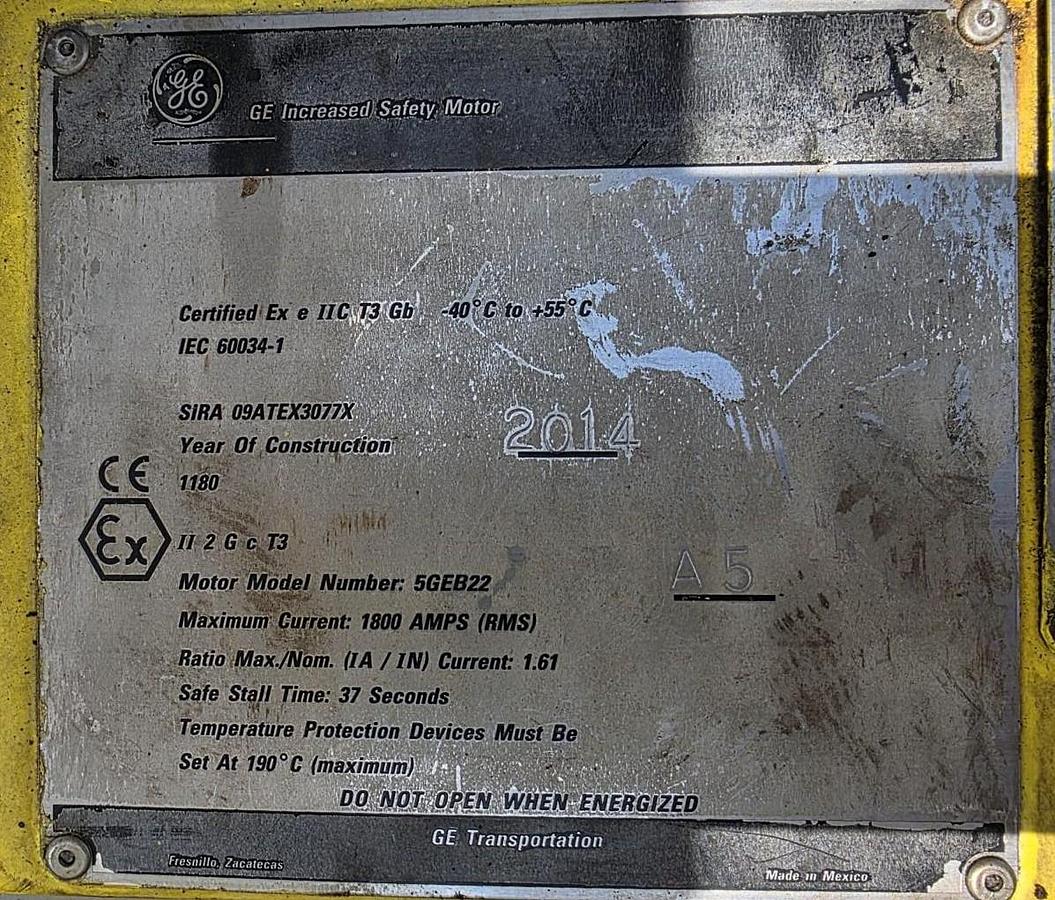 GE
GE Increased Safety Motor
Certified Ex e IIC T3 Gb -40°C to +55°C
IEC 60034-1
SIRA 09ATEX3077X
Year Of Construction 2014
CE 1180
Ex II 2 G c T3
Motor Model Number: 5GEB22 A5
Maximum Current: 1800 AMPS (RMS)
Ratio Max./Nom. (IA / IN) Current: 1.61
Safe Stall Time: 37 Seconds
Temperature Protection Devices Must Be
Set At 190°C (maximum)
DO NOT OPEN WHEN ENERGIZED
GE Transportation
Fresnillo, Zacatecas Made in Mexico